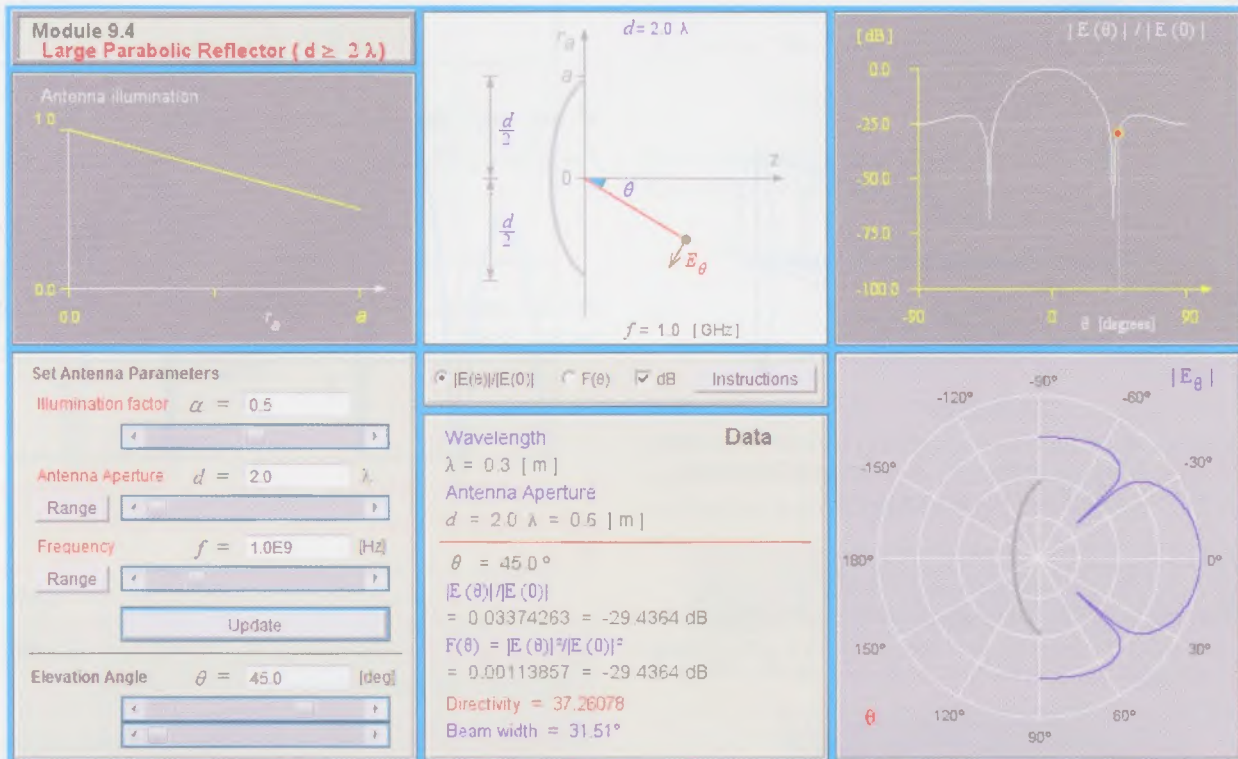 Module 9.4
Large Parabolic Reflector ( d ≥ 2 λ)
Antenna illumination
1.0
0.0
0.0
r_a
a
d = 2.0 λ
r_a
a
d/2
0
θ
z
d/2
E_θ
f = 1.0 [GHz]
[dB]
|E(θ)| / |E(0)|
0.0
-25.0
-50.0
-75.0
-100.0
-90
0
θ [degrees]
90
Set Antenna Parameters
Illumination factor α = 0.5
Antenna Aperture d = 2.0 λ
Range
Frequency f = 1.0E9 [Hz]
Range
Update
Elevation Angle θ = 45.0 [deg]
|E(θ)|/|E(0)| F(θ) dB Instructions
Data
Wavelength
λ = 0.3 [m]
Antenna Aperture
d = 2.0 λ = 0.6 ] m ]
θ = 45.0 °
|E (θ)|/|E (0)|
= 0.03374263 = -29.4364 dB
F(θ) = |E (θ)|²/|E (0)|²
= 0.00113857 = -29.4364 dB
Directivity = 37.26078
Beam width = 31.51°
|E_θ|
-90°
-120°
-60°
-150°
-30°
180°
0°
150°
30°
120°
60°
90°
θ